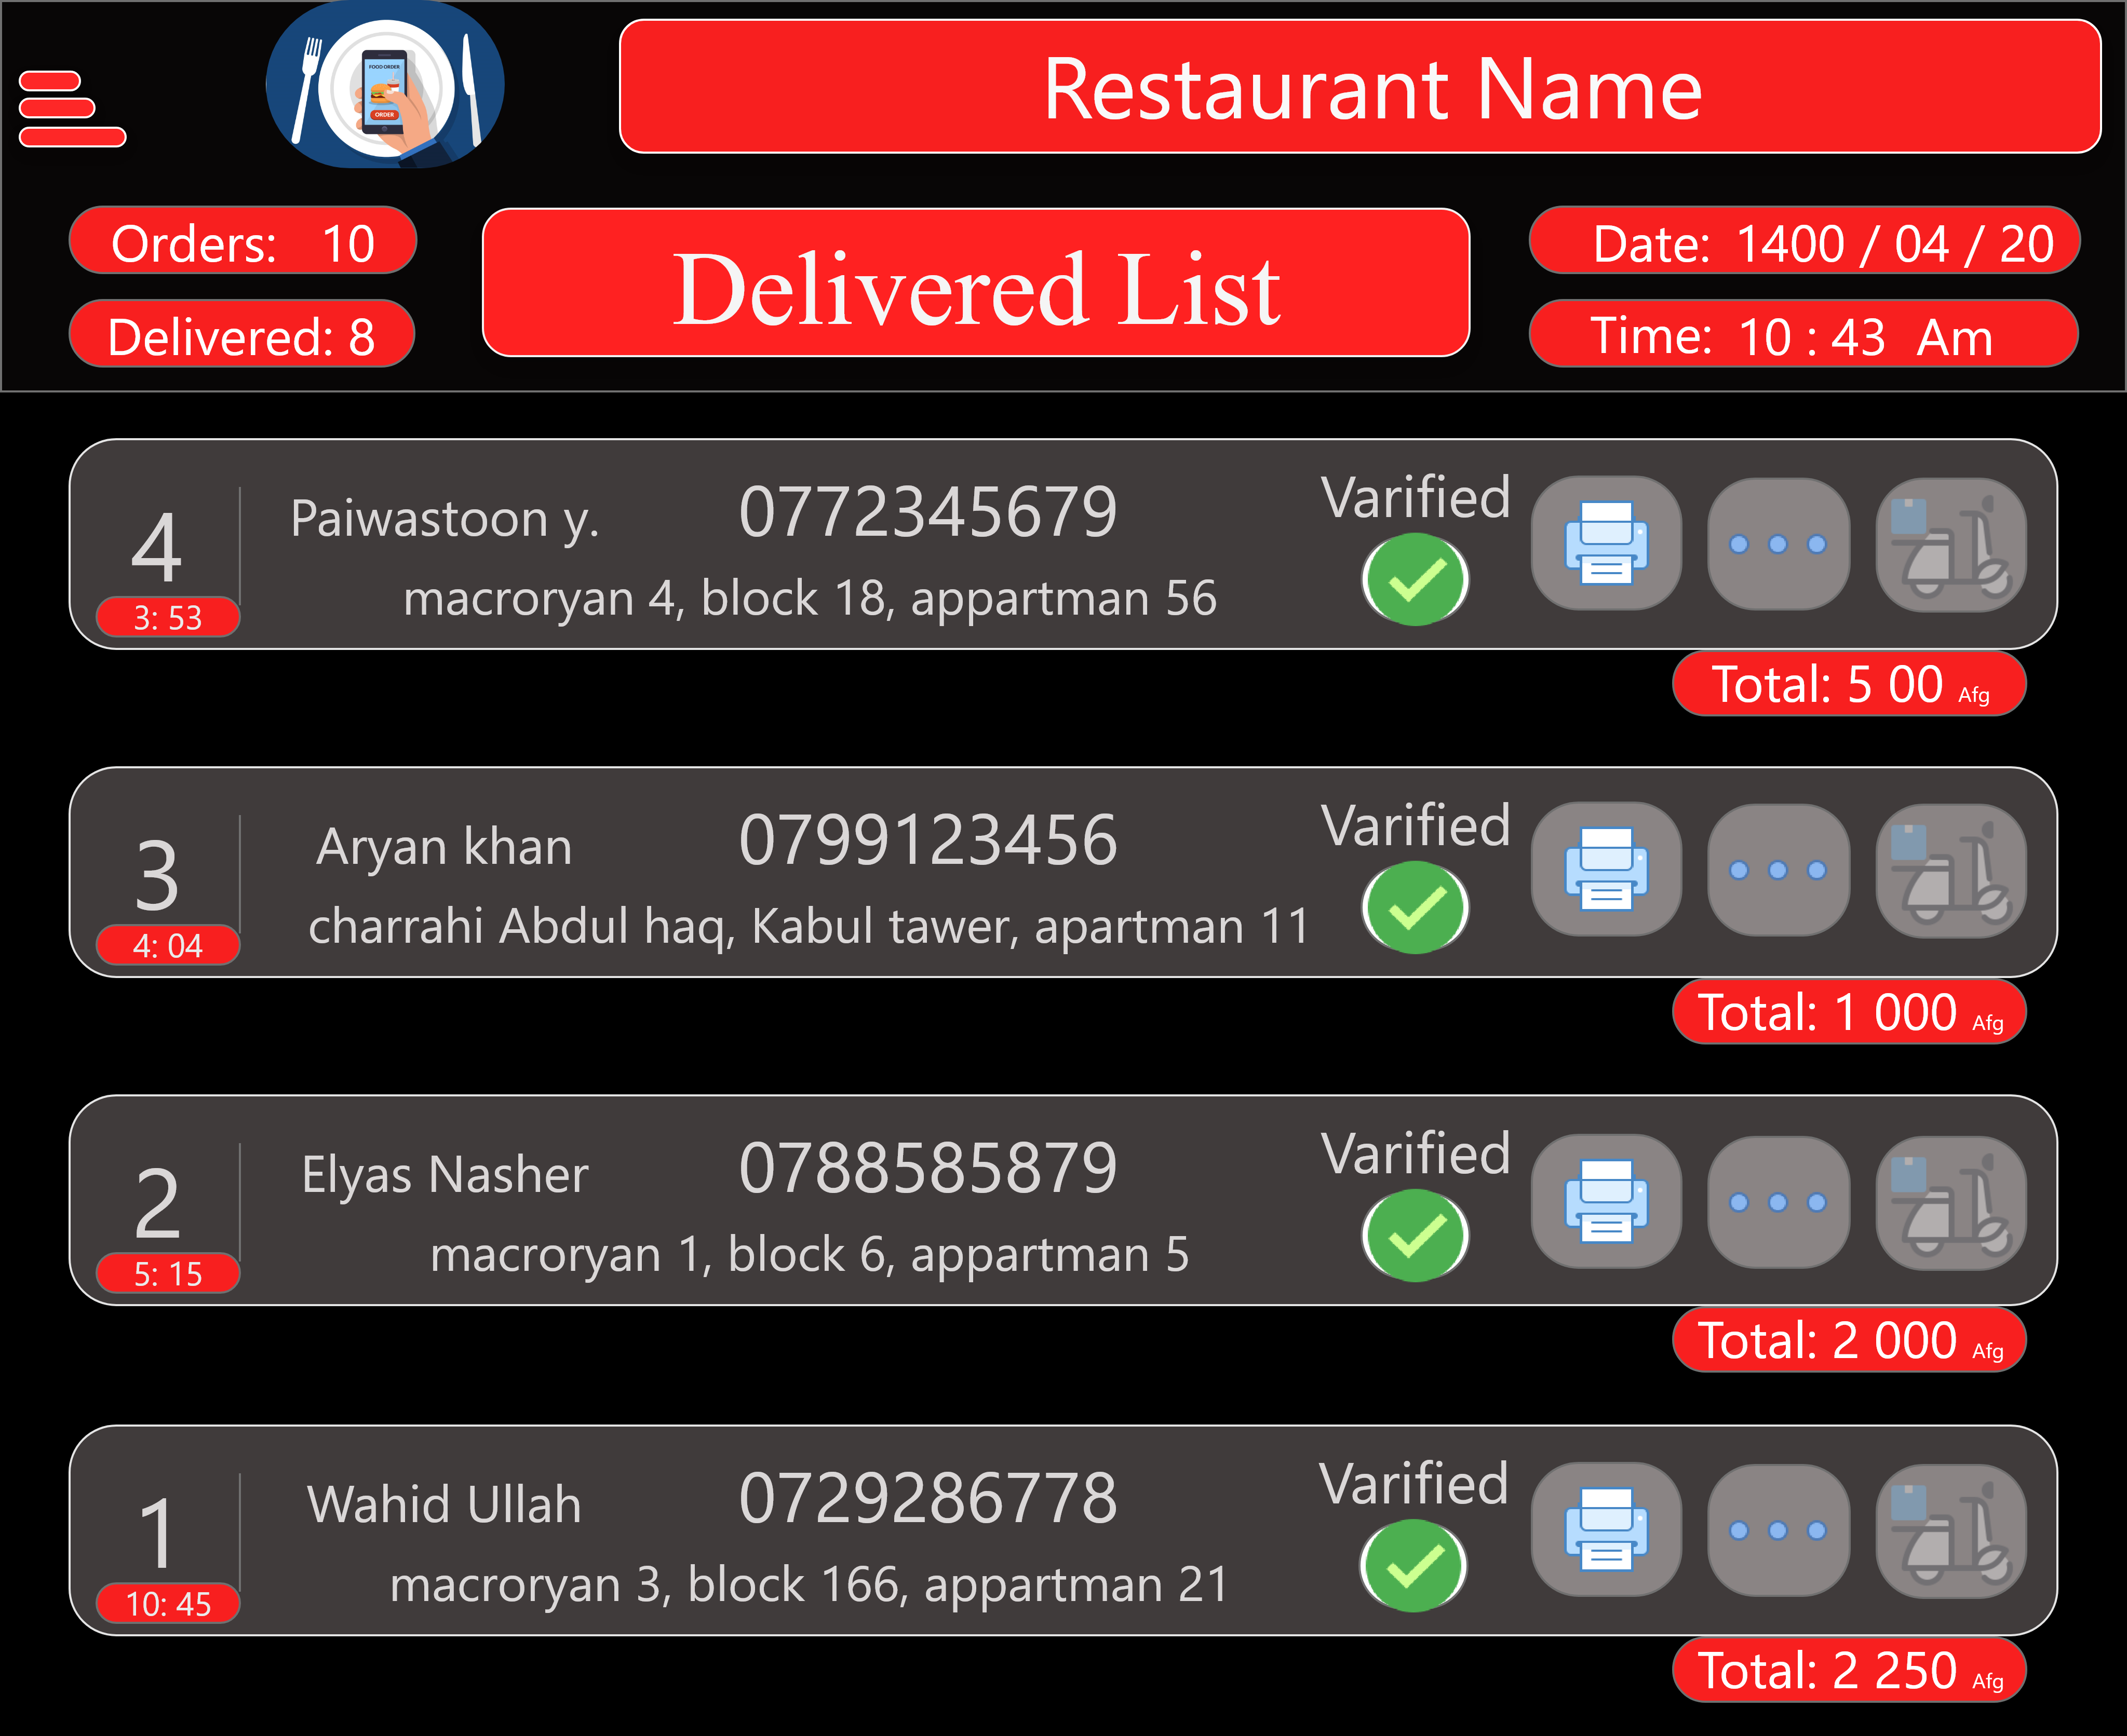 FOOD ORDER
ORDER
Restaurant Name
Orders: 10
Delivered: 8
Delivered List
Date: 1400 / 04 / 20
Time: 10 : 43 Am
4
3: 53
Paiwastoon y. 0772345679
macroryan 4, block 18, appartman 56
Varified
Total: 5 00 Afg
3
4: 04
Aryan khan 0799123456
charrahi Abdul haq, Kabul tawer, apartman 11
Varified
Total: 1 000 Afg
2
5: 15
Elyas Nasher 0788585879
macroryan 1, block 6, appartman 5
Varified
Total: 2 000 Afg
1
10: 45
Wahid Ullah 0729286778
macroryan 3, block 166, appartman 21
Varified
Total: 2 250 Afg